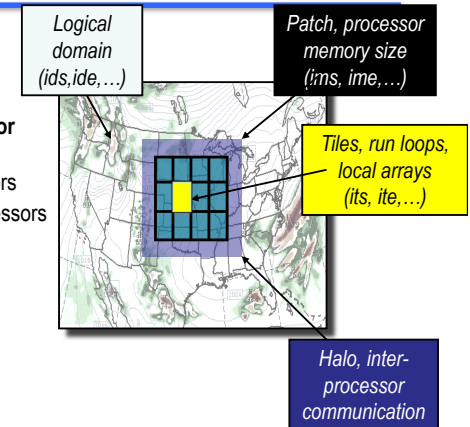 Logical
domain
(ids,ide,…)
Patch, processor
memory size
(ims, ime,…)
Tiles, run loops,
local arrays
(its, ite,…)
or
rs
essors
Halo, inter-
processor
communication